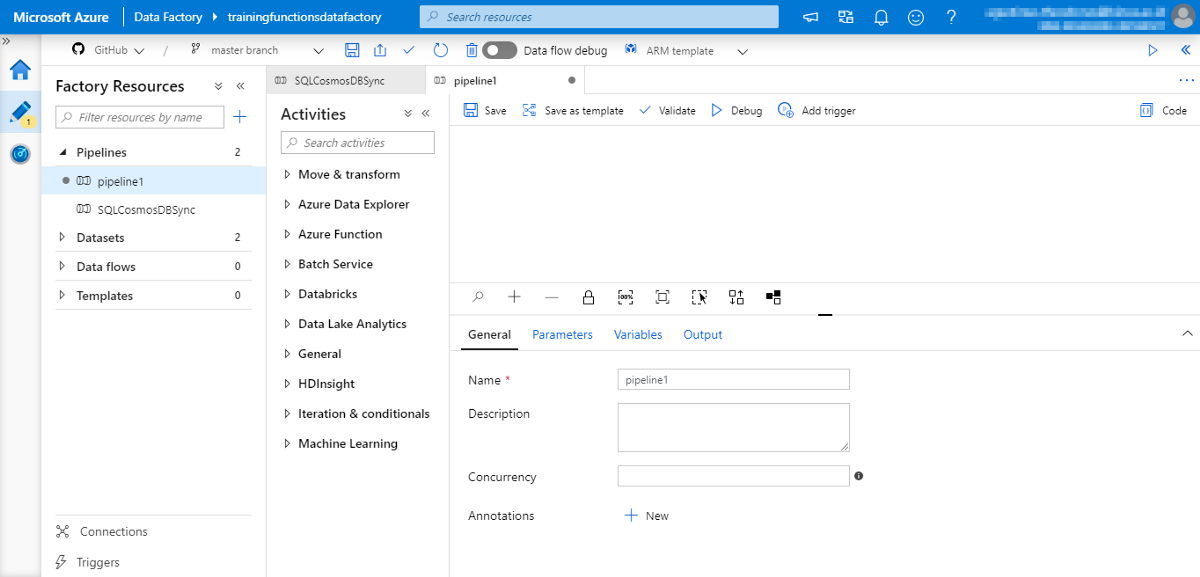 Microsoft Azure
Data Factory
trainingfunctionsdatafactory
Search resources
?
GitHub
/
master branch
Data flow debug
ARM template
Factory Resources
Filter resources by name
Pipelines 2
pipeline1
SQLCosmosDBSync
Datasets 2
Data flows 0
Templates 0
Connections
Triggers
1
SQLCosmosDBSync
pipeline1
Activities
Search activities
Move & transform
Azure Data Explorer
Azure Function
Batch Service
Databricks
Data Lake Analytics
General
HDInsight
Iteration & conditionals
Machine Learning
Save
Save as template
Validate
Debug
Add trigger
Code
100%
General
Parameters
Variables
Output
Name *
pipeline1
Description
Concurrency
Annotations
New